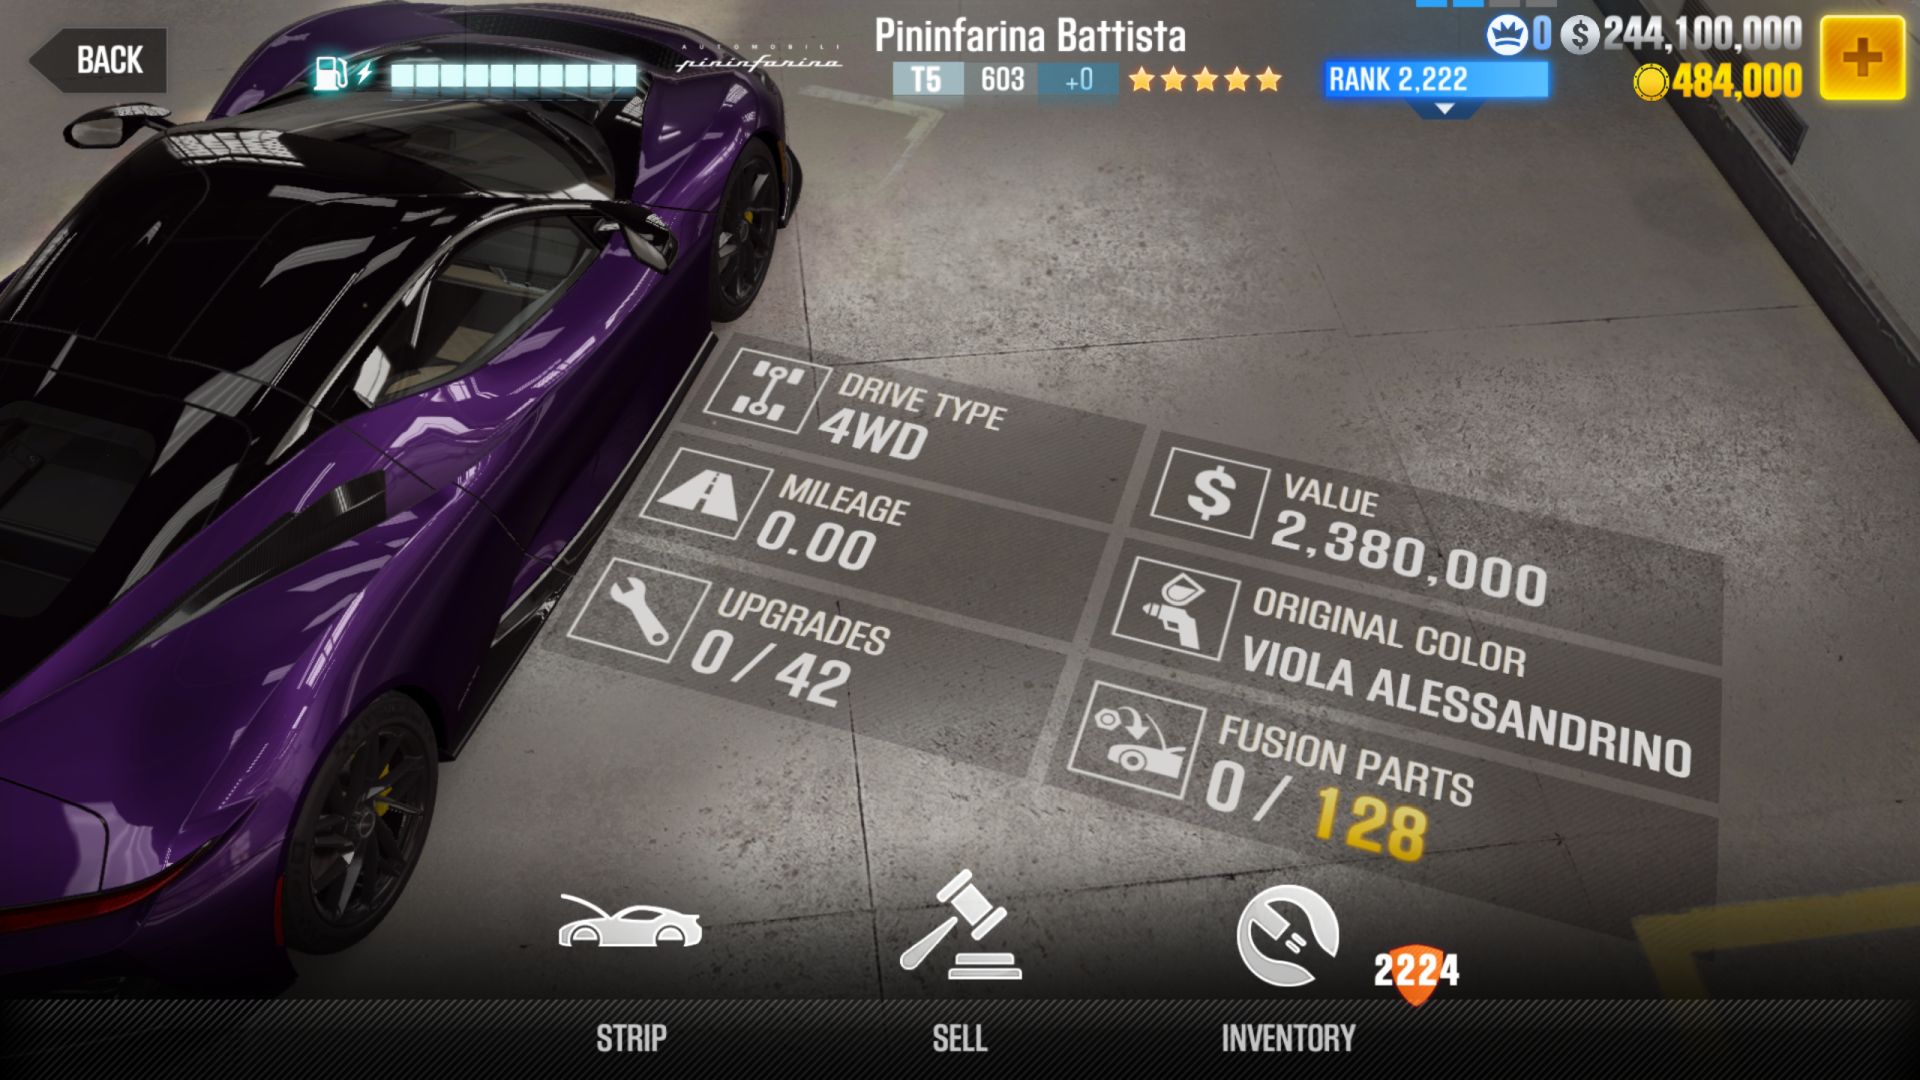 BACK
AUTOMOBILI
pininfarina
Pininfarina Battista
T5 603 +0
RANK 2,222
0 $ 244,100,000
484,000
+
DRIVE TYPE
4WD
MILEAGE
0.00
UPGRADES
0/42
$ VALUE
2,380,000
ORIGINAL COLOR
VIOLA ALESSANDRINO
FUSION PARTS
0/ 128
2224
STRIP
SELL
INVENTORY